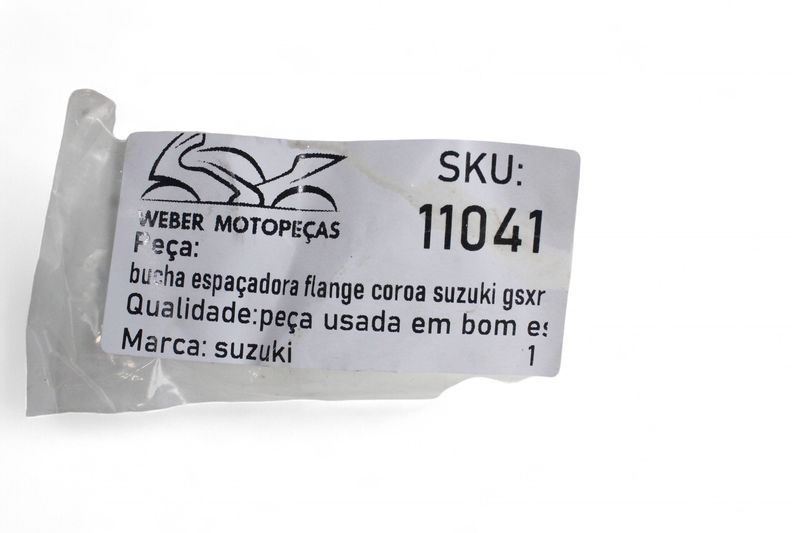 WEBER MOTOPEÇAS
SKU:
11041
Peça:
bucha espaçadora flange coroa suzuki gsxr
Qualidade:peça usada em bom es
Marca: suzuki
1